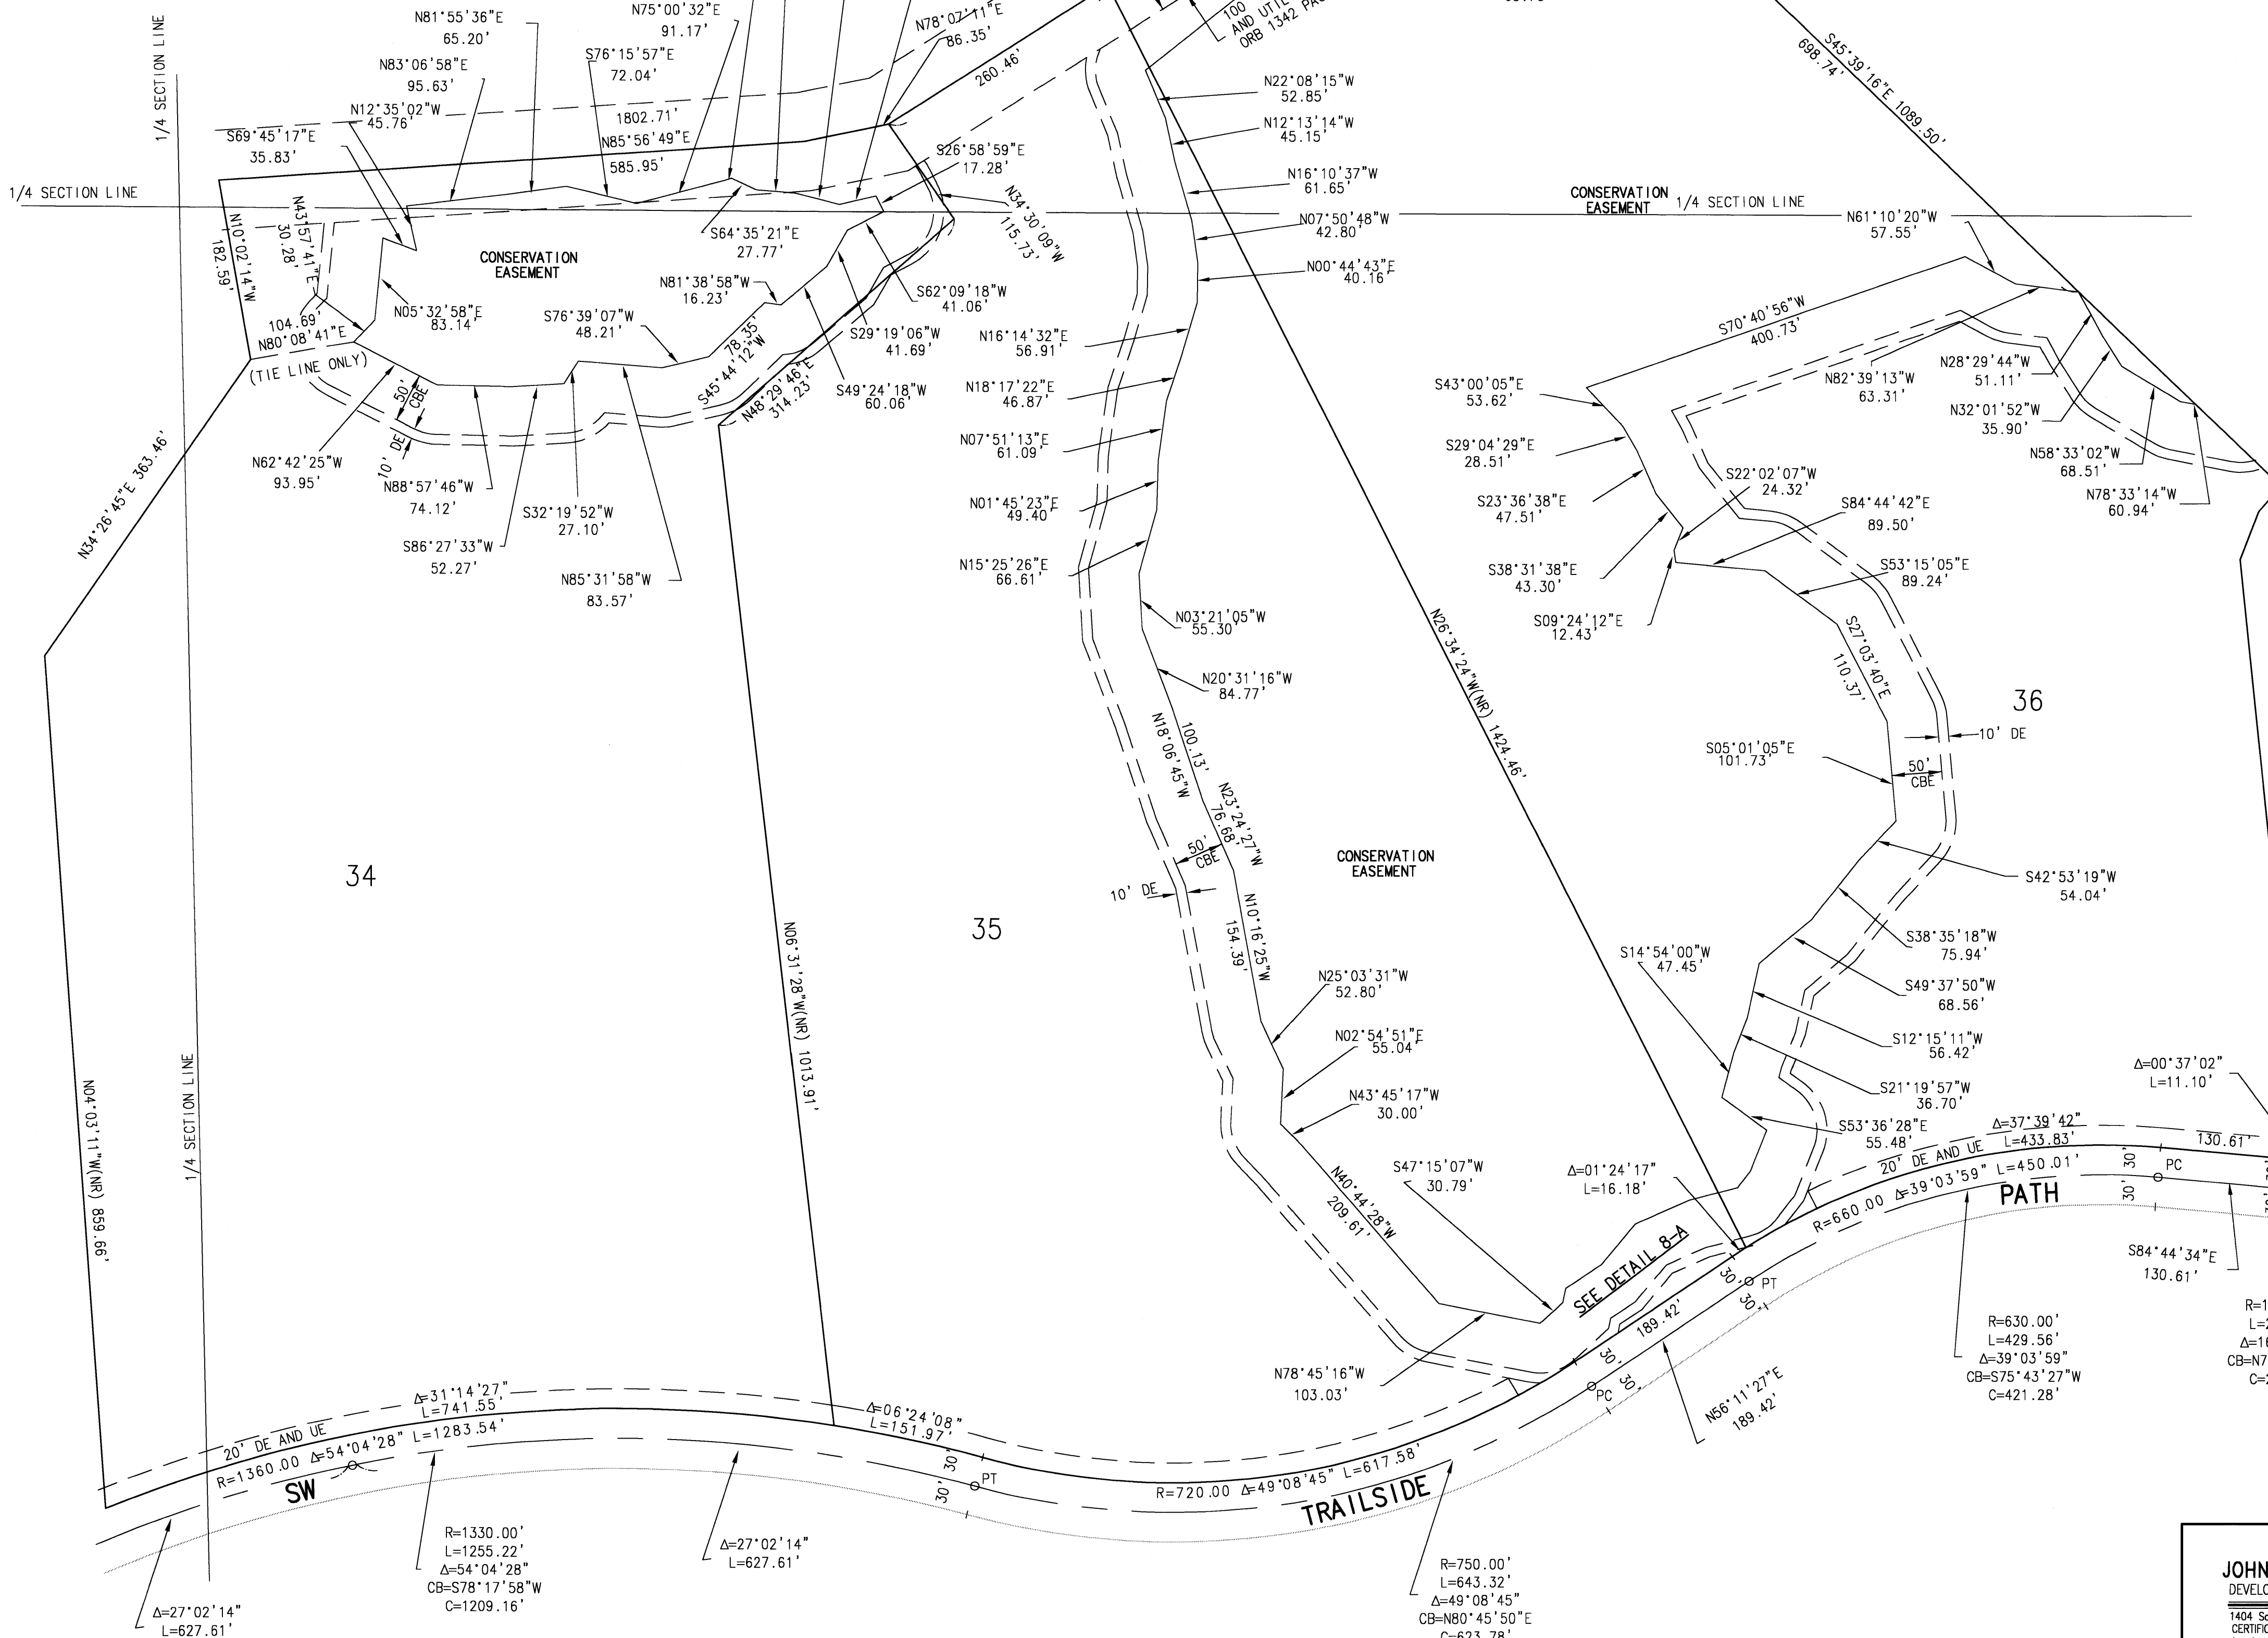 N81°55'36"E
65.20'
N75°00'32"E
91.17'
N78°07'11"E
86.35'
100
AND UTIL
ORB 1342 PAG
S45°39'16"E 1089.50'
698.74'
1/4 SECTION LINE
N83°06'58"E
95.63'
S76°15'57"E
72.04'
260.46'
N12°35'02"W
45.76'
1802.71'
N85°56'49"E
585.95'
S69°45'17"E
35.83'
S26°58'59"E
17.28'
N22°08'15"W
52.85'
N12°13'14"W
45.15'
N16°10'37"W
61.65'
1/4 SECTION LINE
N43°57'41"E
30.28'
N10°02'14"W
182.59'
N34°30'09"W
115.73'
N07°50'48"W
42.80'
CONSERVATION
EASEMENT
1/4 SECTION LINE
N61°10'20"W
57.55'
S64°35'21"E
27.77'
CONSERVATION
EASEMENT
N81°38'58"W
16.23'
N00°44'43"E
40.16'
S62°09'18"W
41.06'
N05°32'58"E
83.14'
104.69'
N80°08'41"E
(TIE LINE ONLY)
S76°39'07"W
48.21'
78.35'
S45°44'12"W
S29°19'06"W
41.69'
N16°14'32"E
56.91'
S70°40'56"W
400.73'
N48°29'46"E
314.23'
S49°24'18"W
60.06'
N18°17'22"E
46.87'
S43°00'05"E
53.62'
N82°39'13"W
63.31'
N28°29'44"W
51.11'
N32°01'52"W
35.90'
50'
CBE
10' DE
N07°51'13"E
61.09'
S29°04'29"E
28.51'
N58°33'02"W
68.51'
N34°26'45"E 363.46'
N62°42'25"W
93.95'
N88°57'46"W
74.12'
S32°19'52"W
27.10'
N01°45'23"E
49.40'
S23°36'38"E
47.51'
S22°02'07"W
24.32'
S84°44'42"E
89.50'
N78°33'14"W
60.94'
S86°27'33"W
52.27'
N85°31'58"W
83.57'
N15°25'26"E
66.61'
S38°31'38"E
43.30'
S53°15'05"E
89.24'
N03°21'05"W
55.30'
S09°24'12"E
12.43'
S27°03'40"E
110.37'
N26°34'24"W(NR) 1424.46'
N20°31'16"W
84.77'
36
100.13'
N18°06'45"W
S05°01'05"E
101.73'
10' DE
50'
CBE
N23°24'27"W
76.68'
50'
CBE
CONSERVATION
EASEMENT
34
10' DE
S42°53'19"W
54.04'
35
N06°31'28"W(NR) 1013.91'
N10°16'25"W
154.39'
S38°35'18"W
75.94'
S14°54'00"W
47.45'
N25°03'31"W
52.80'
S49°37'50"W
68.56'
N02°54'51"E
55.04'
S12°15'11"W
56.42'
N04°03'11"W(NR) 859.66'
1/4 SECTION LINE
N43°45'17"W
30.00'
S21°19'57"W
36.70'
Δ=00°37'02"
L=11.10'
S53°36'28"E
55.48'
Δ=37°39'42"
L=433.83'
130.61'
20' DE AND UE
N40°44'28"W
209.61'
S47°15'07"W
30.79'
Δ=01°24'17"
L=16.18'
R=660.00 Δ=39°03'59" L=450.01'
PATH
30'
PC
30'
SEE DETAIL 8-A
S84°44'34"E
130.61'
30'
PT
30'
189.42'
N78°45'16"W
103.03'
30'
PC
30'
N56°11'27"E
189.42'
R=630.00'
L=429.56'
Δ=39°03'59"
CB=S75°43'27"W
C=421.28'
Δ=31°14'27"
L=741.55'
Δ=06°24'08"
L=151.97'
20' DE AND UE
R=1360.00 Δ=54°04'28" L=1283.54'
SW
30'
PT
30'
R=720.00 Δ=49°08'45" L=617.58'
TRAILSIDE
R=1330.00'
L=1255.22'
Δ=54°04'28"
CB=S78°17'58"W
C=1209.16'
Δ=27°02'14"
L=627.61'
R=750.00'
L=643.32'
Δ=49°08'45"
CB=N80°45'50"E
C=623.78'
Δ=27°02'14"
L=627.61'
JOHN
DEVELO
1404 So
CERTIFIC